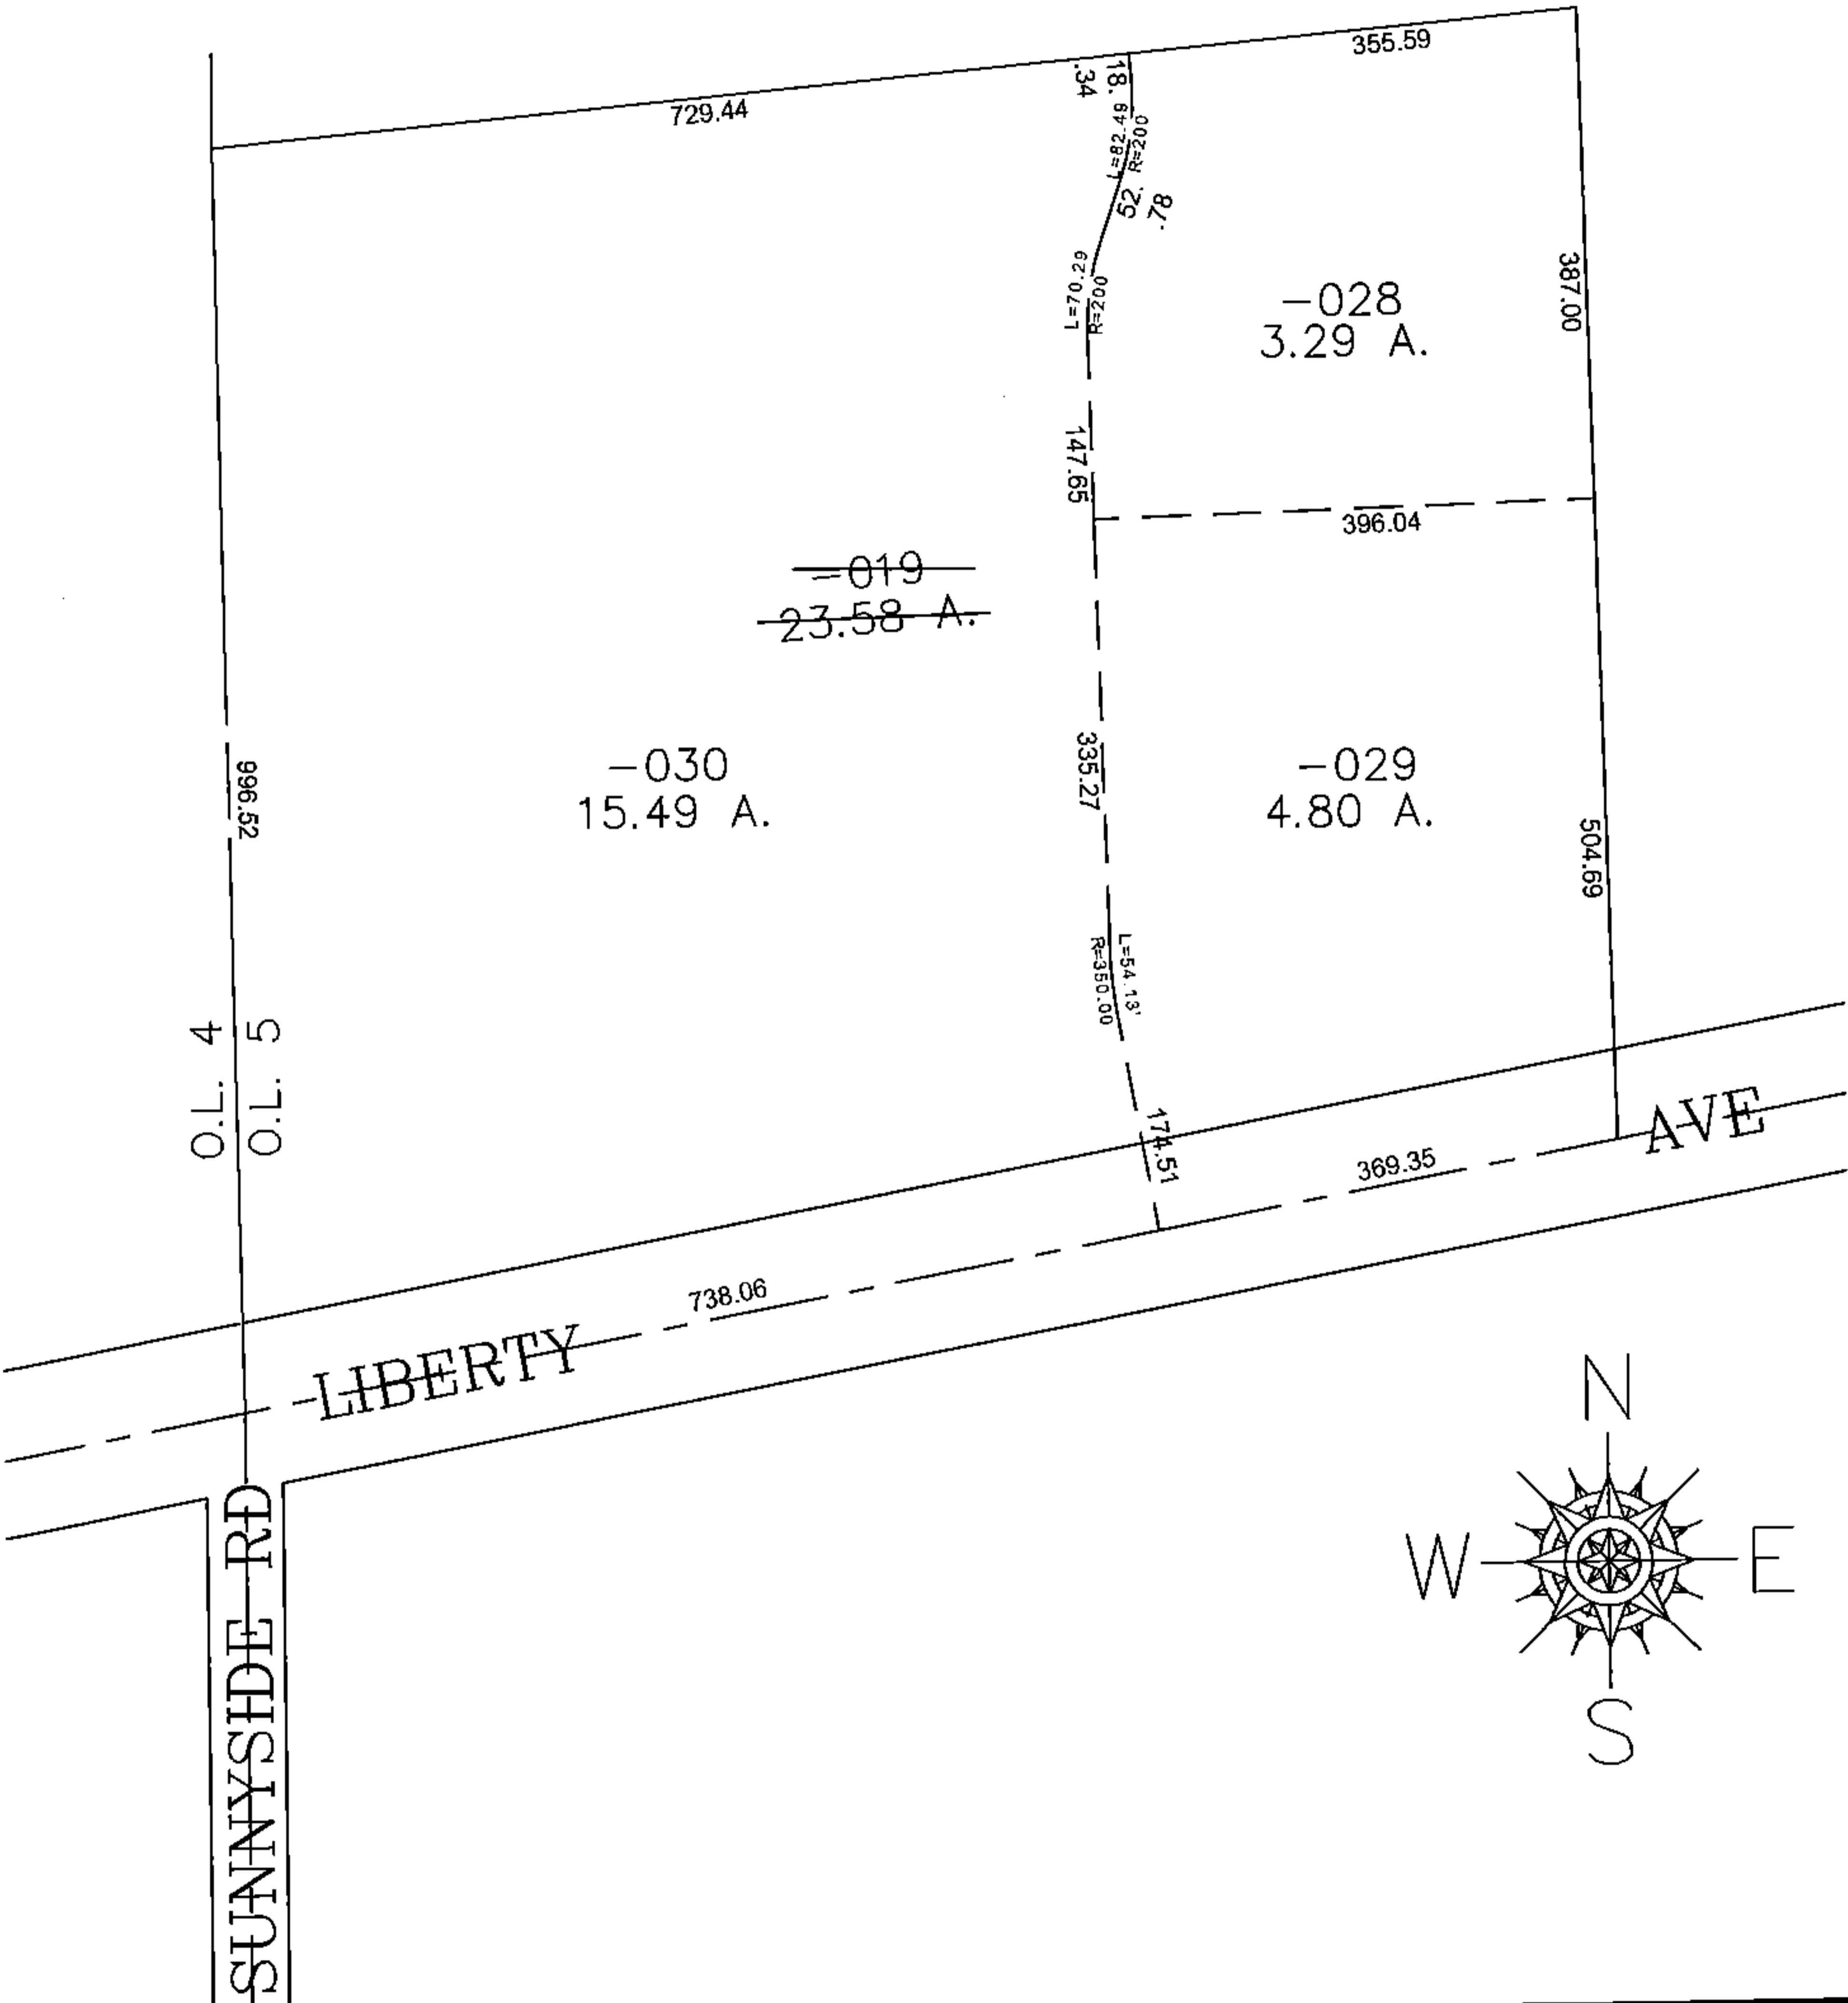 355.59
729.44
18.
.34
L=82.49
R=200
52.
.78
L=70.29
R=200
-028
3.29 A.
387.00
147.65
396.04
-019
23.58 A.
-030
15.49 A.
996.52
335.27
-029
4.80 A.
504.69
L=54.13'
R=350.00
O.L. 4
O.L. 5
174.51
369.35
AVE
738.06
LIBERTY
N
W
E
S
SUNNYSIDE RD